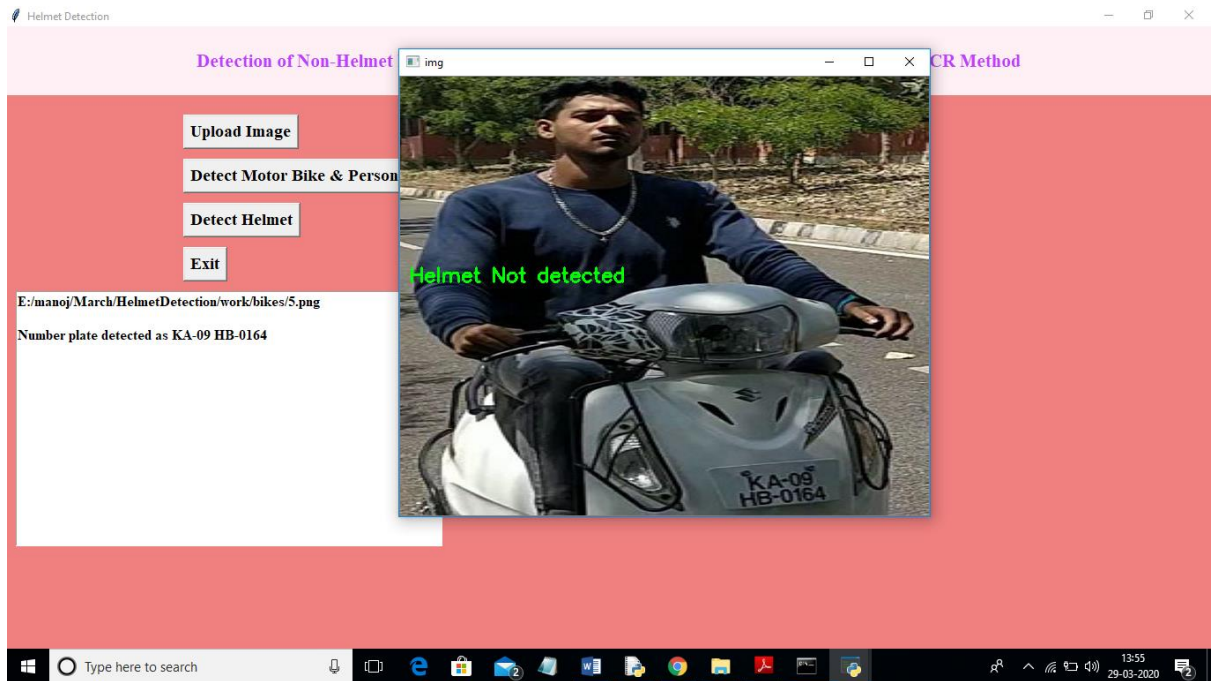 Helmet Detection
Detection of Non-Helmet
CR Method
img
Upload Image
Detect Motor Bike & Person
Detect Helmet
Exit
E:/manoj/March/HelmetDetection/work/bikes/5.png
Number plate detected as KA-09 HB-0164
Helmet Not detected
KA-09
HB-0164
Type here to search
2
13:55
29-03-2020
2